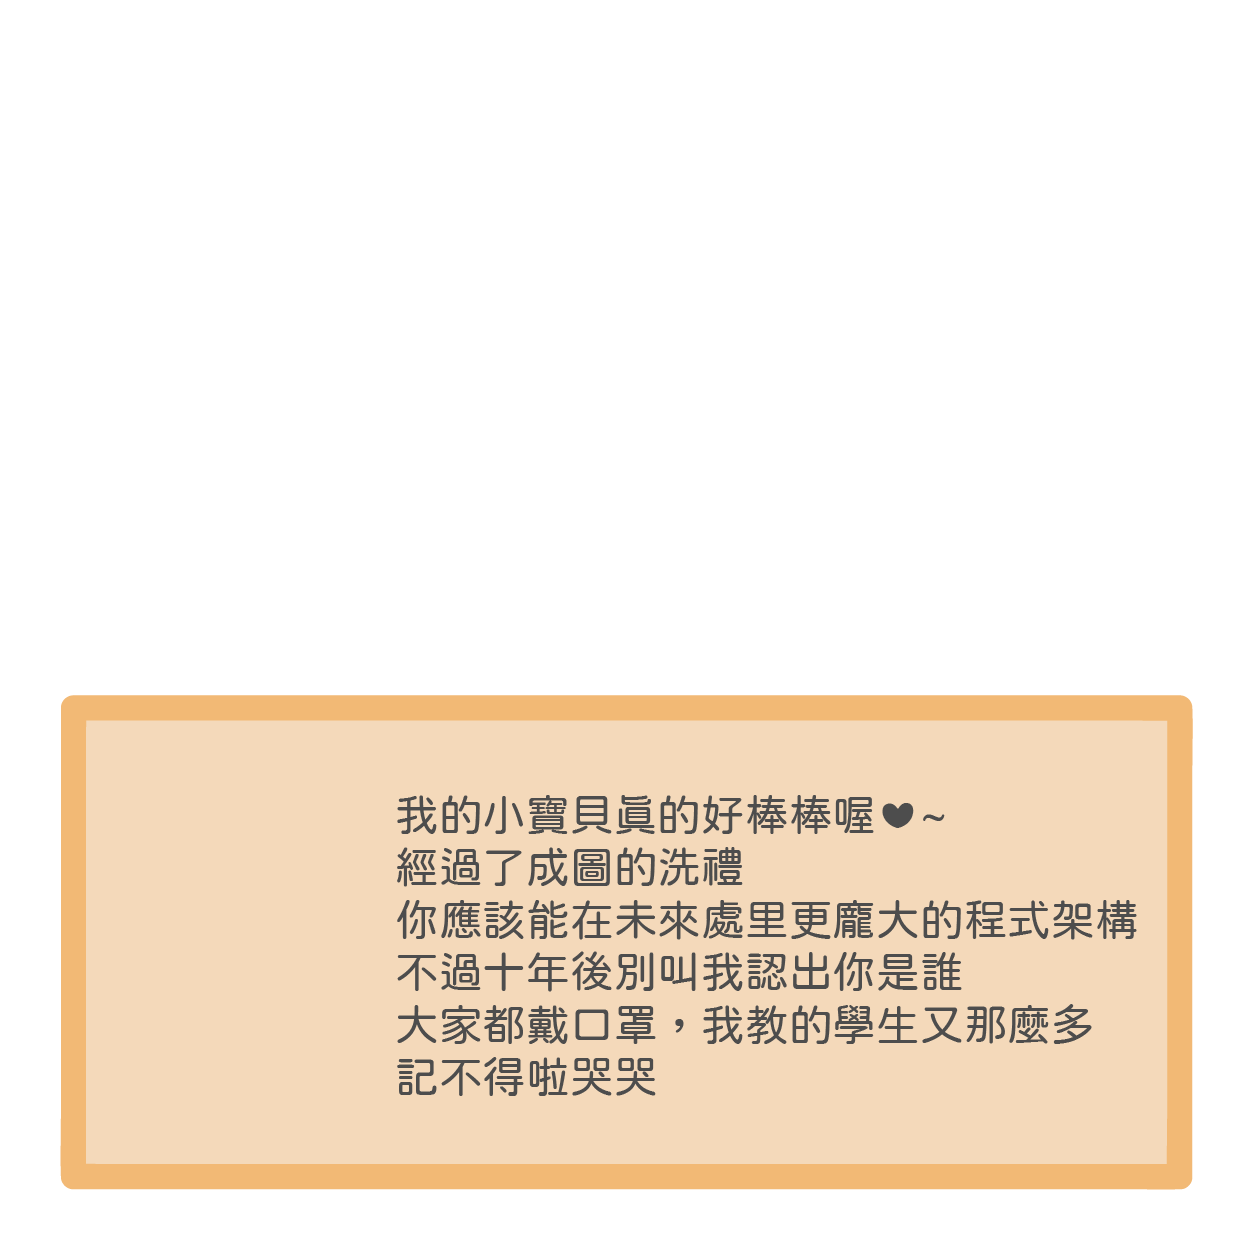 我的小寶貝真的好棒棒喔♥~
經過了成圖的洗禮
你應該能在未來處里更龐大的程式架構
不過十年後別叫我認出你是誰
大家都戴口罩，我教的學生又那麼多
記不得啦哭哭